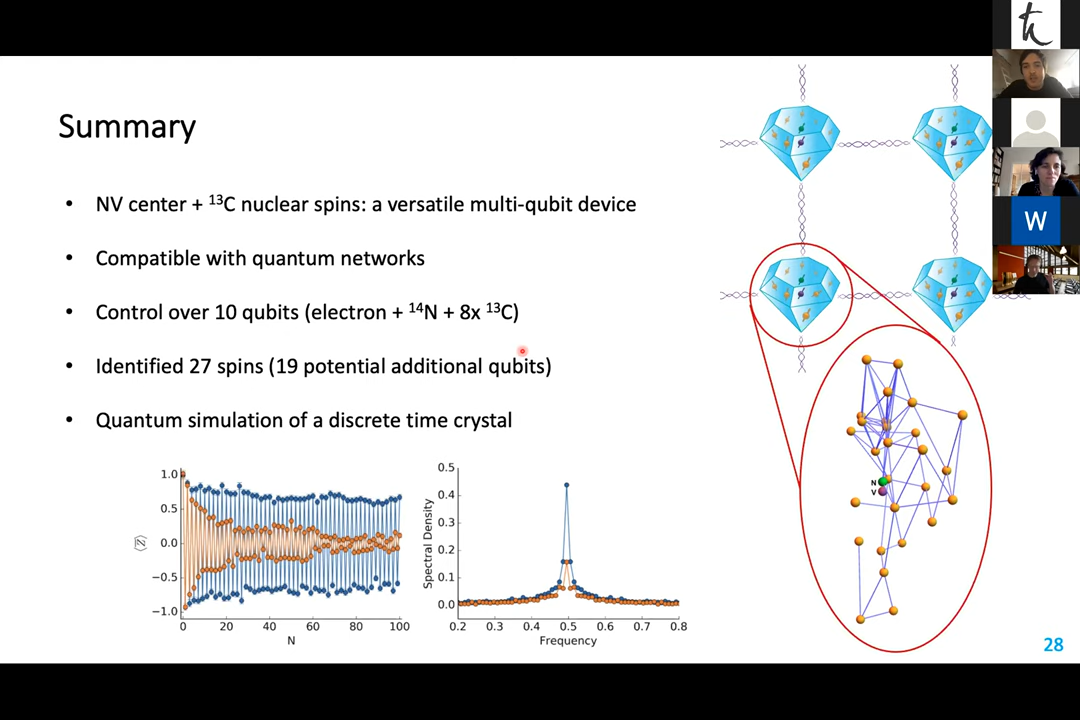 Summary
• NV center + ¹³C nuclear spins: a versatile multi-qubit device
• Compatible with quantum networks
• Control over 10 qubits (electron + ¹⁴N + 8x ¹³C)
• Identified 27 spins (19 potential additional qubits)
• Quantum simulation of a discrete time crystal
1.0
0.5
0.0
−0.5
−1.0
⟨Z⟩
0 20 40 60 80 100
N
0.5
0.4
0.3
0.2
0.1
0.0
Spectral Density
0.2 0.3 0.4 0.5 0.6 0.7 0.8
Frequency
N
V
28
W